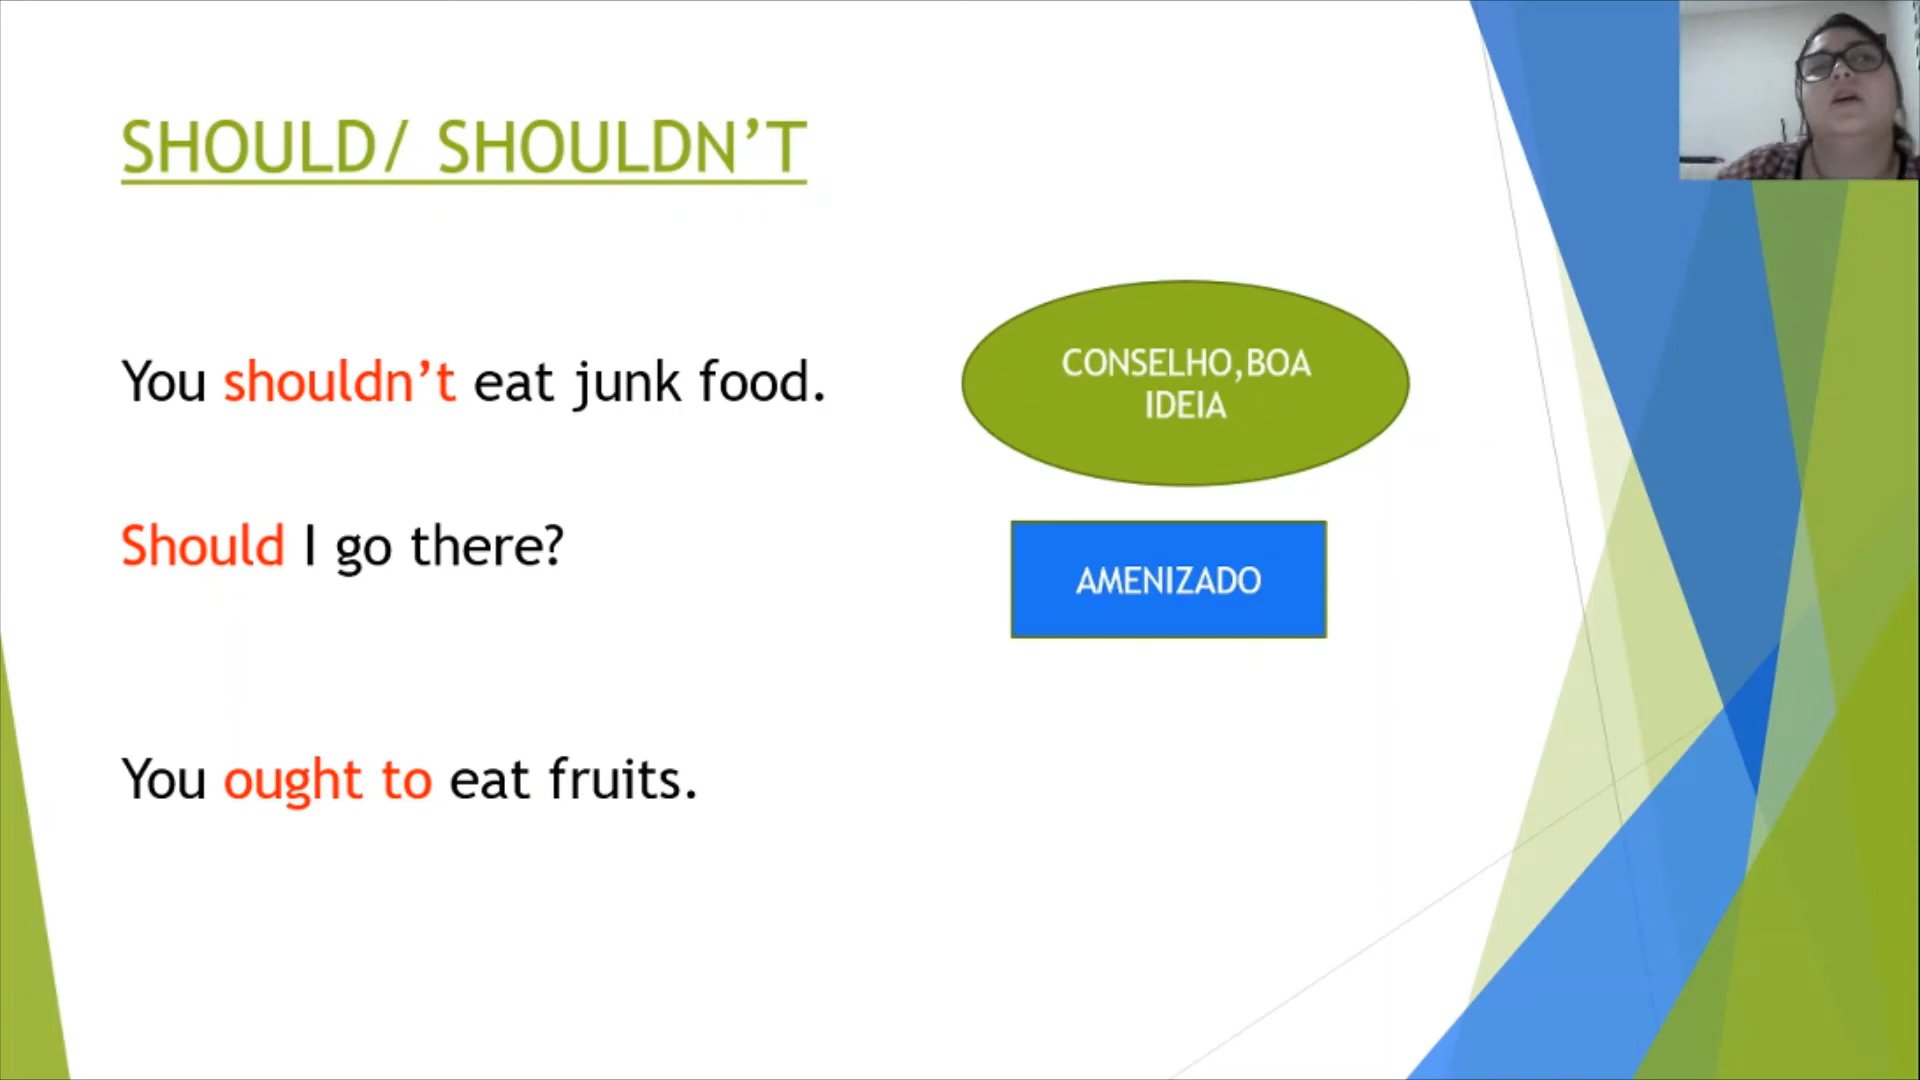 SHOULD/ SHOULDN’T
You shouldn’t eat junk food.
CONSELHO,BOA
IDEIA
Should I go there?
AMENIZADO
You ought to eat fruits.